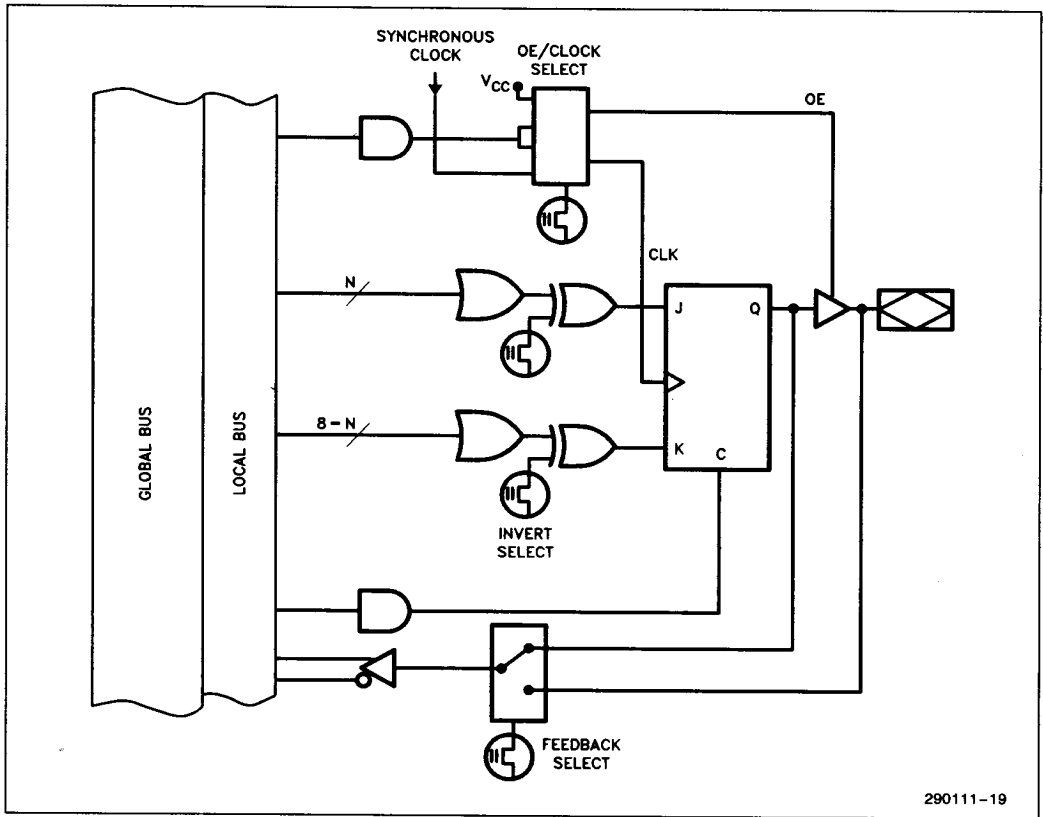 SYNCHRONOUS
CLOCK
OE/CLOCK
SELECT
VCC
OE
CLK
N
J
Q
8-N
K
C
GLOBAL BUS
LOCAL BUS
INVERT
SELECT
FEEDBACK
SELECT
290111-19